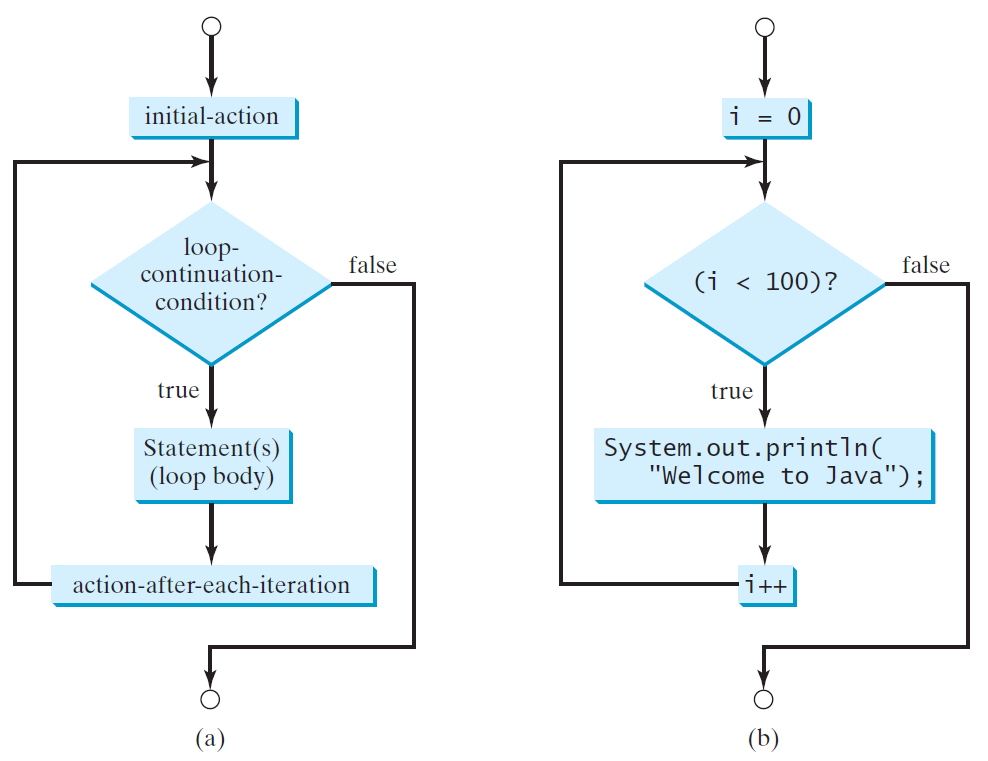 initial-action
loop-
continuation-
condition?
false
true
Statement(s)
(loop body)
action-after-each-iteration
(a)
i = 0
(i < 100)?
false
true
System.out.println(
"Welcome to Java");
i++
(b)